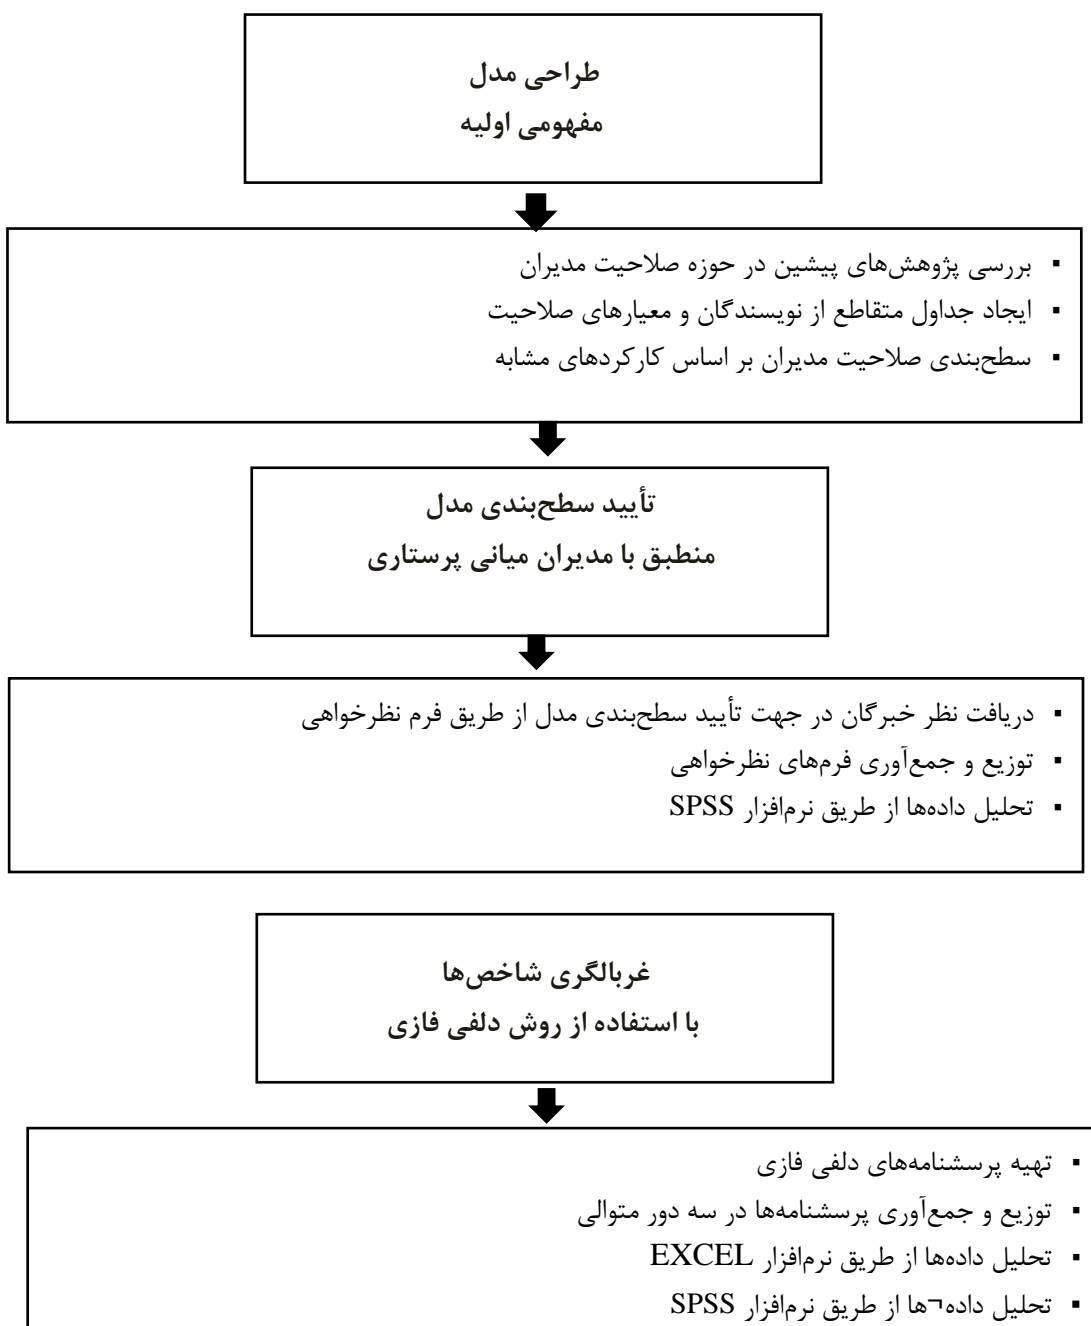 طراحی مدل
مفهومی اولیه
▪ بررسی پژوهش‌های پیشین در حوزه صلاحیت مدیران
▪ ایجاد جداول متقاطع از نویسندگان و معیارهای صلاحیت
▪ سطح‌بندی صلاحیت مدیران بر اساس کارکردهای مشابه
تأیید سطح‌بندی مدل
منطبق با مدیران میانی پرستاری
▪ دریافت نظر خبرگان در جهت تأیید سطح‌بندی مدل از طریق فرم نظرخواهی
▪ توزیع و جمع‌آوری فرم‌های نظرخواهی
▪ تحلیل داده‌ها از طریق نرم‌افزار SPSS
غربالگری شاخص‌ها
با استفاده از روش دلفی فازی
▪ تهیه پرسشنامه‌های دلفی فازی
▪ توزیع و جمع‌آوری پرسشنامه‌ها در سه دور متوالی
▪ تحلیل داده‌ها از طریق نرم‌افزار EXCEL
▪ تحلیل داده¬ها از طریق نرم‌افزار SPSS